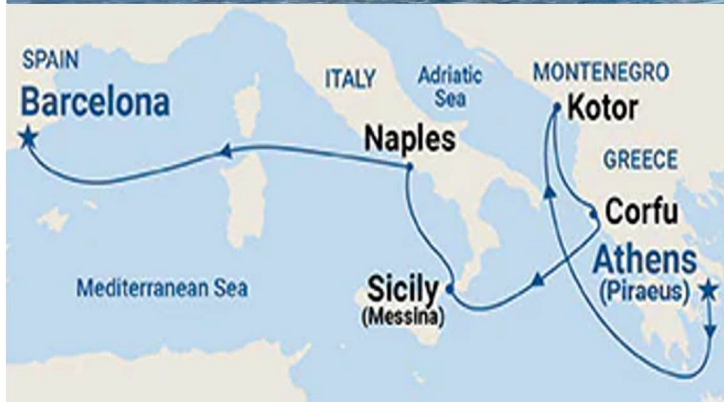 SPAIN
Barcelona
ITALY
Adriatic
Sea
MONTENEGRO
Kotor
Naples
GREECE
Corfu
Athens
(Piraeus)
Mediterranean Sea
Sicily
(Messina)